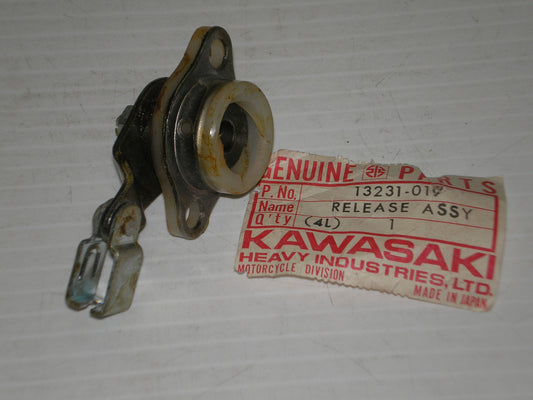 GENUINE PARTS
P. No. 13231-019
Name RELEASE ASSY
Q'ty (4L) 1
KAWASAKI
HEAVY INDUSTRIES, LTD.
MOTORCYCLE DIVISION MADE IN JAPAN